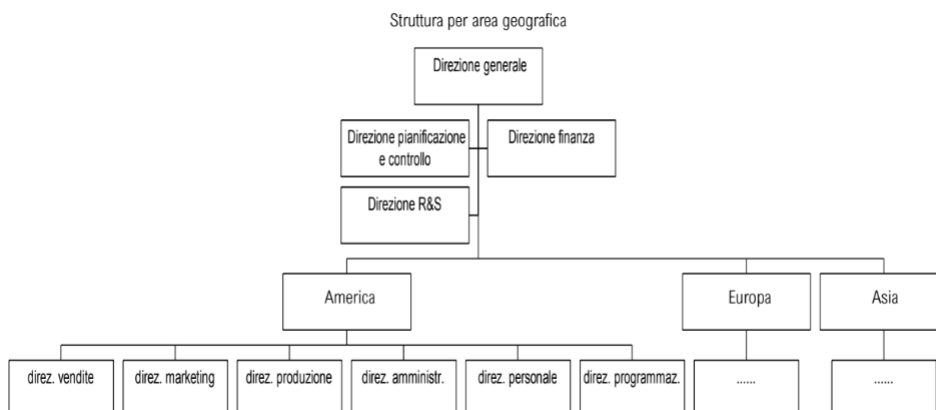 Struttura per area geografica
Direzione generale
Direzione pianificazione
e controllo
Direzione finanza
Direzione R&S
America
Europa
Asia
direz. vendite
direz. marketing
direz. produzione
direz. amministr.
direz. personale
direz. programmaz.
......
......